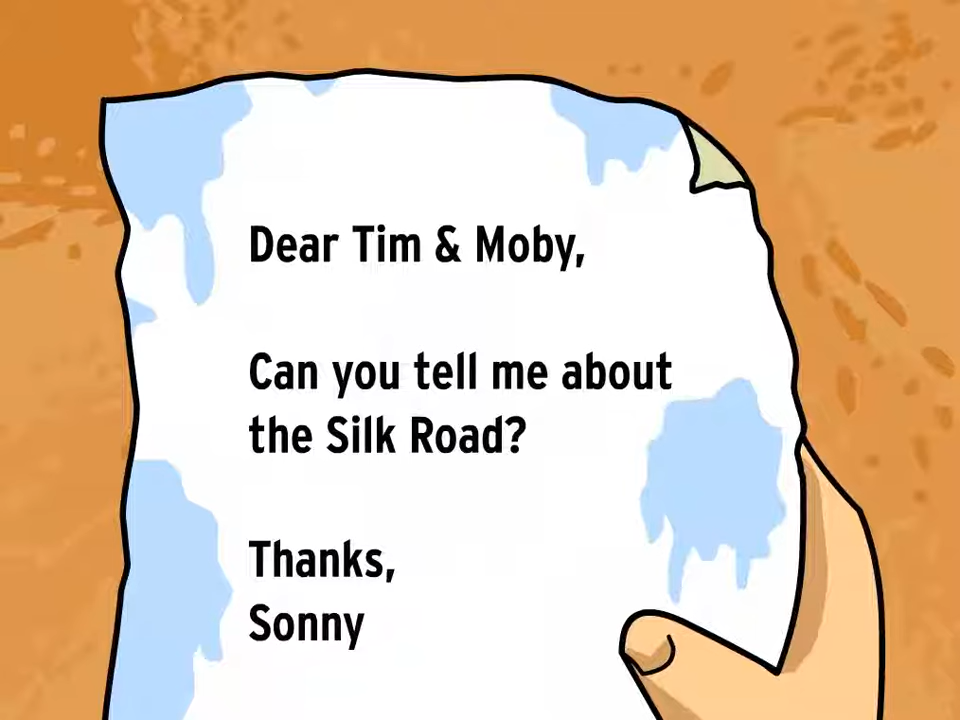 Dear Tim & Moby,
Can you tell me about
the Silk Road?
Thanks,
Sonny